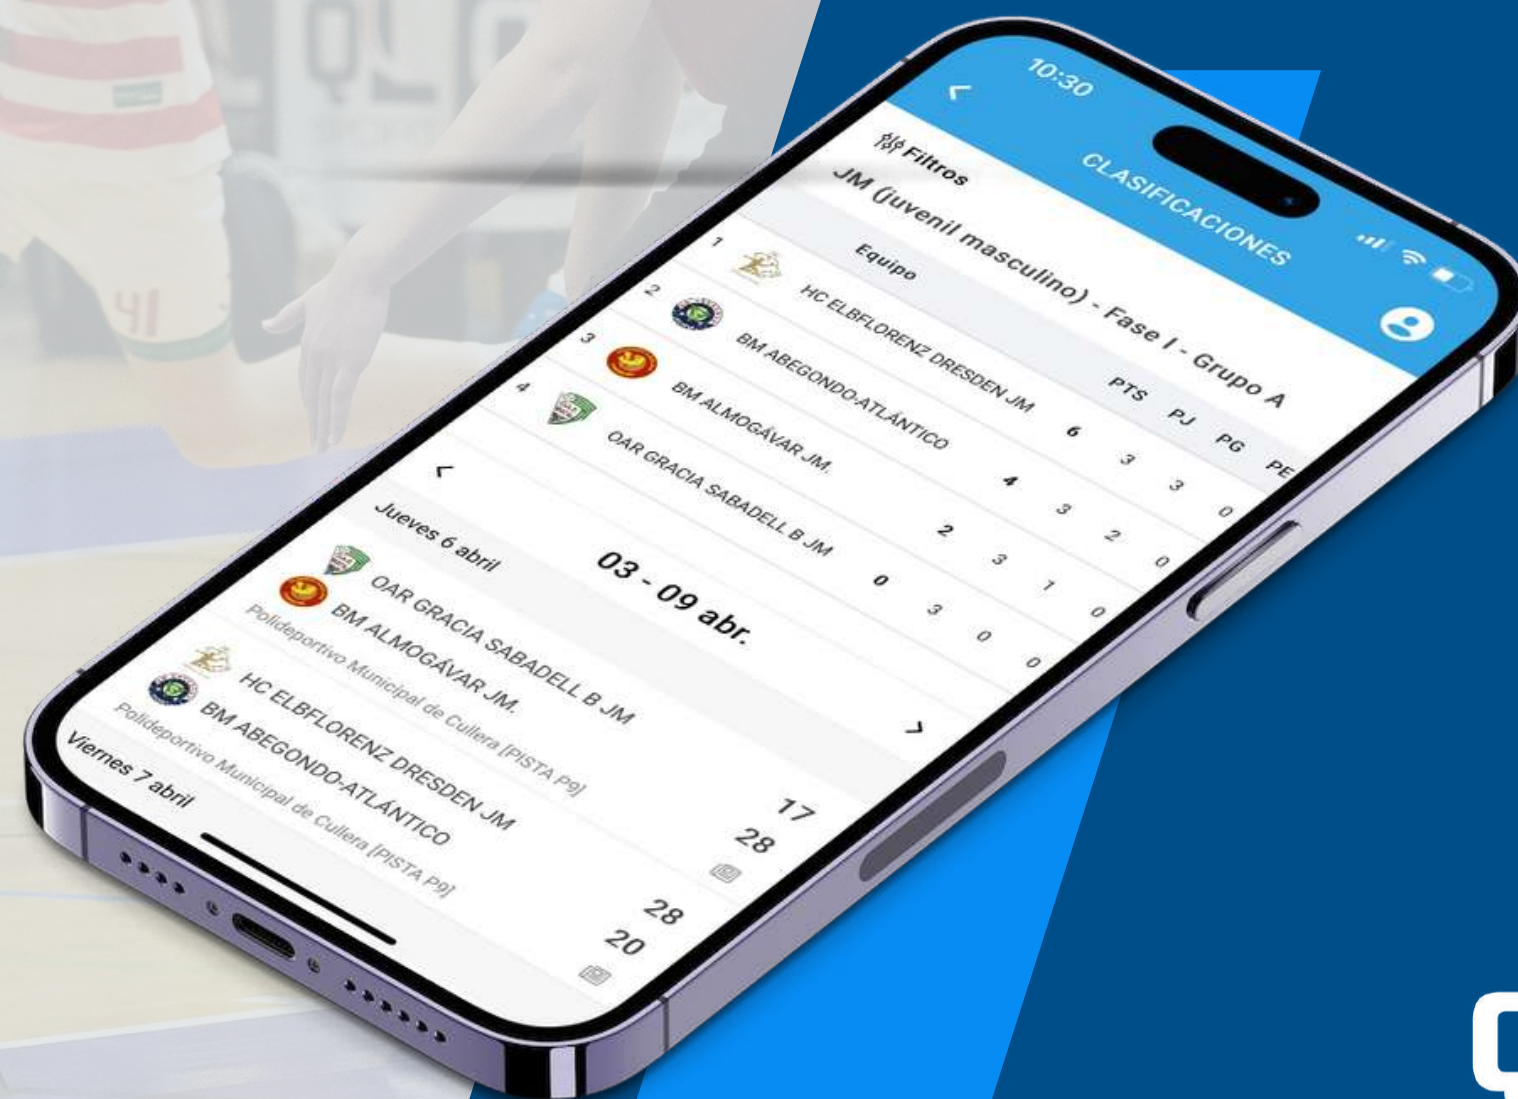 10:30
CLASIFICACIONES
Filtros
JM (juvenil masculino) - Fase I - Grupo A
Equipo PTS PJ PG PE
1 HC ELBFLORENZ DRESDEN JM 6 3 3 0
2 BM ABEGONDO-ATLÁNTICO 4 3 2 0
3 BM ALMOGÁVAR JM. 2 3 1 0
4 OAR GRACIA SABADELL B JM 0 3 0 0
03 - 09 abr.
Jueves 6 abril
OAR GRACIA SABADELL B JM 17
BM ALMOGÁVAR JM. 28
Polideportivo Municipal de Cullera [PISTA P9]
HC ELBFLORENZ DRESDEN JM 28
BM ABEGONDO-ATLÁNTICO 20
Polideportivo Municipal de Cullera [PISTA P9]
Viernes 7 abril
41